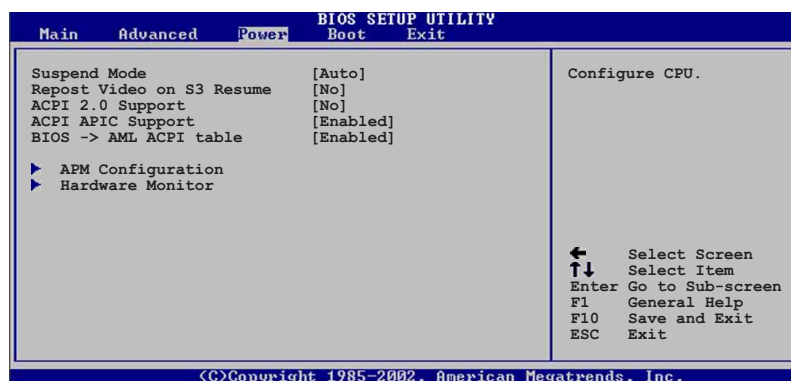 BIOS SETUP UTILITY
Main Advanced Power Boot Exit
Suspend Mode [Auto]
Repost Video on S3 Resume [No]
ACPI 2.0 Support [No]
ACPI APIC Support [Enabled]
BIOS -> AML ACPI table [Enabled]
APM Configuration
Hardware Monitor
Configure CPU.
← Select Screen
↑↓ Select Item
Enter Go to Sub-screen
F1 General Help
F10 Save and Exit
ESC Exit
(C)Copyright 1985-2002, American Megatrends, Inc.